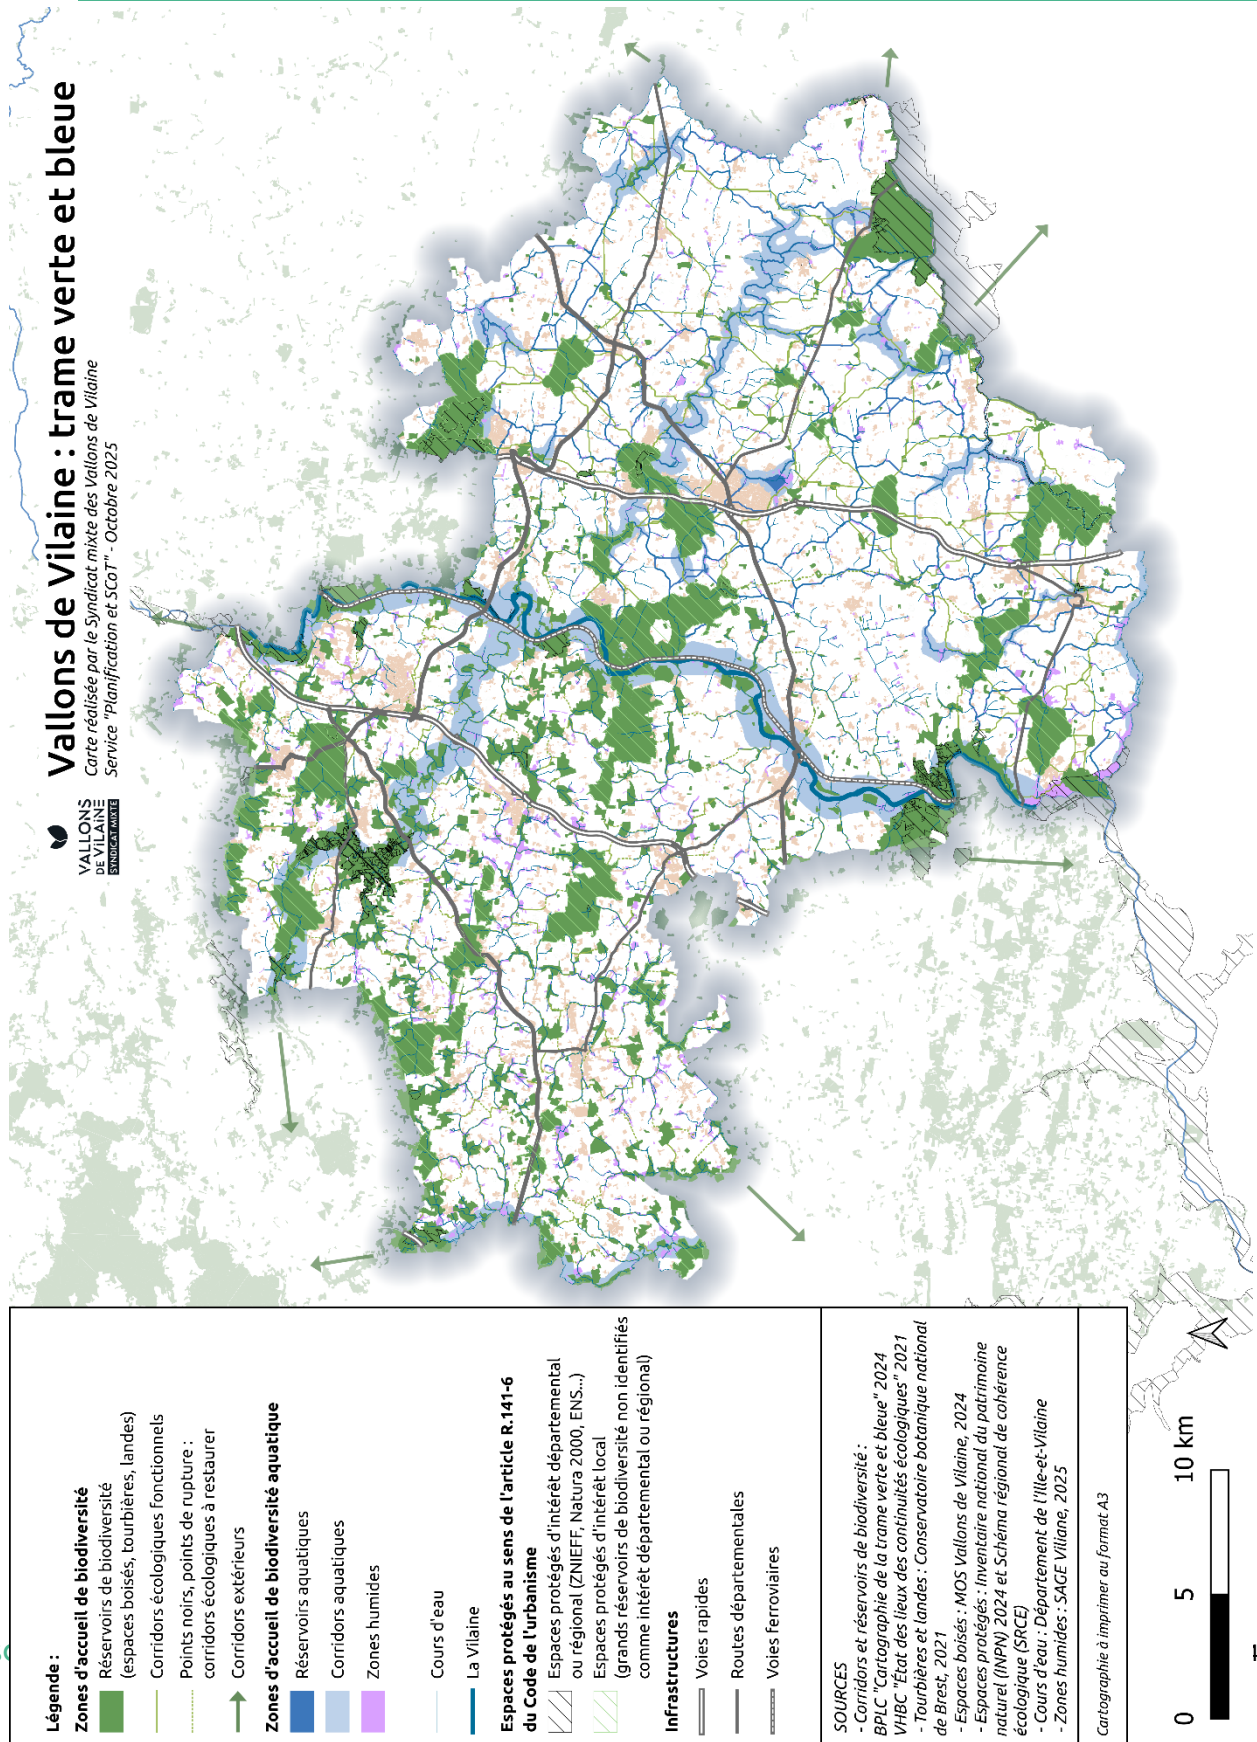 Vallons de Vilaine : trame verte et bleue
Carte réalisée par le Syndicat mixte des Vallons de Vilaine
Service "Planification et SCoT" - Octobre 2025
VALLONS
DE VILAINE
SYNDICAT MIXTE
Légende :
Zones d'accueil de biodiversité
Réservoirs de biodiversité
(espaces boisés, tourbières, landes)
Corridors écologiques fonctionnels
Points noirs, points de rupture :
corridors écologiques à restaurer
Corridors extérieurs
Zones d'accueil de biodiversité aquatique
Réservoirs aquatiques
Corridors aquatiques
Zones humides
Cours d'eau
La Vilaine
Espaces protégés au sens de l'article R.141-6
du Code de l'urbanisme
Espaces protégés d'intérêt départemental
ou régional (ZNIEFF, Natura 2000, ENS...)
Espaces protégés d'intérêt local
(grands réservoirs de biodiversité non identifiés
comme intérêt départemental ou régional)
Infrastructures
Voies rapides
Routes départementales
Voies ferroviaires
SOURCES
- Corridors et réservoirs de biodiversité :
BPLC "Cartographie de la trame verte et bleue" 2024
VHBC "État des lieux des continuités écologiques" 2021
- Tourbières et landes : Conservatoire botanique national
de Brest, 2021
- Espaces boisés : MOS Vallons de Vilaine, 2024
- Espaces protégés : Inventaire national du patrimoine
naturel (INPN) 2024 et Schéma régional de cohérence
écologique (SRCE)
- Cours d'eau : Département de l'Ille-et-Vilaine
- Zones humides : SAGE Viliane, 2025
Cartographie à imprimer au format A3
0 5 10 km